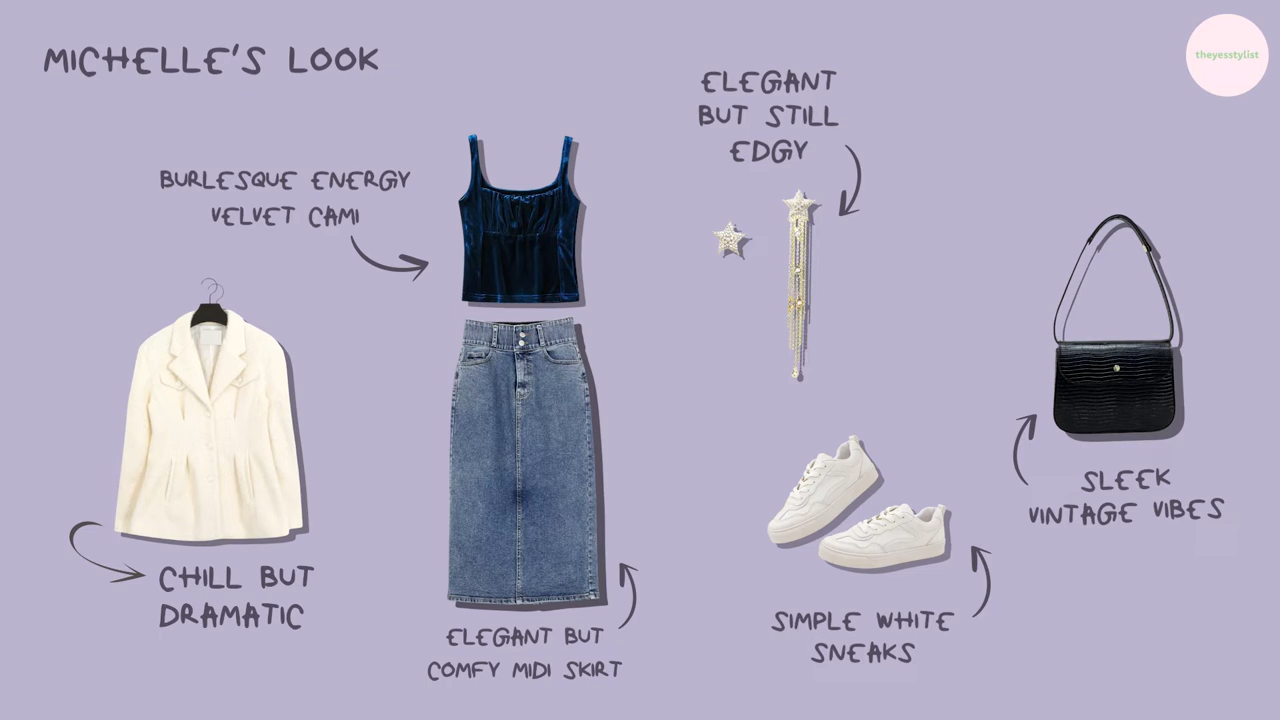 MICHELLE'S LOOK
theyesstylist
ELEGANT
BUT STILL
EDGY
BURLESQUE ENERGY
VELVET CAMI
CHILL BUT
DRAMATIC
ELEGANT BUT
COMFY MIDI SKIRT
SIMPLE WHITE
SNEAKS
SLEEK
VINTAGE VIBES